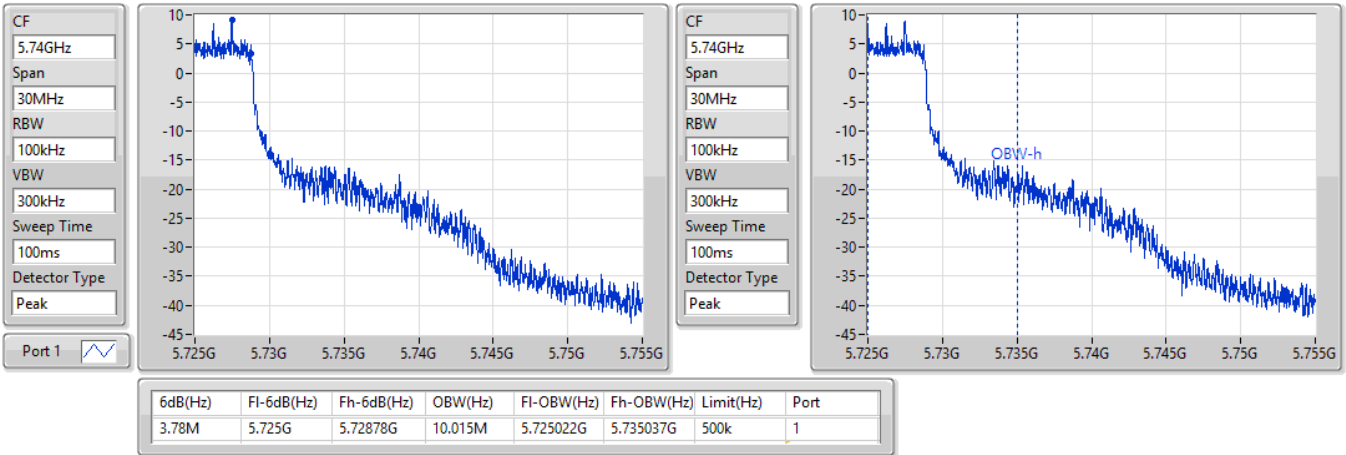 CF
5.74GHz
Span
30MHz
RBW
100kHz
VBW
300kHz
Sweep Time
100ms
Detector Type
Peak
Port 1
10
5
0
-5
-10
-15
-20
-25
-30
-35
-40
-45
5.725G 5.73G 5.735G 5.74G 5.745G 5.75G 5.755G
CF
5.74GHz
Span
30MHz
RBW
100kHz
VBW
300kHz
Sweep Time
100ms
Detector Type
Peak
10
5
0
-5
-10
-15
-20
-25
-30
-35
-40
-45
OBW-h
5.725G 5.73G 5.735G 5.74G 5.745G 5.75G 5.755G
6dB(Hz) Fl-6dB(Hz) Fh-6dB(Hz) OBW(Hz) Fl-OBW(Hz) Fh-OBW(Hz) Limit(Hz) Port
3.78M 5.725G 5.72878G 10.015M 5.725022G 5.735037G 500k 1